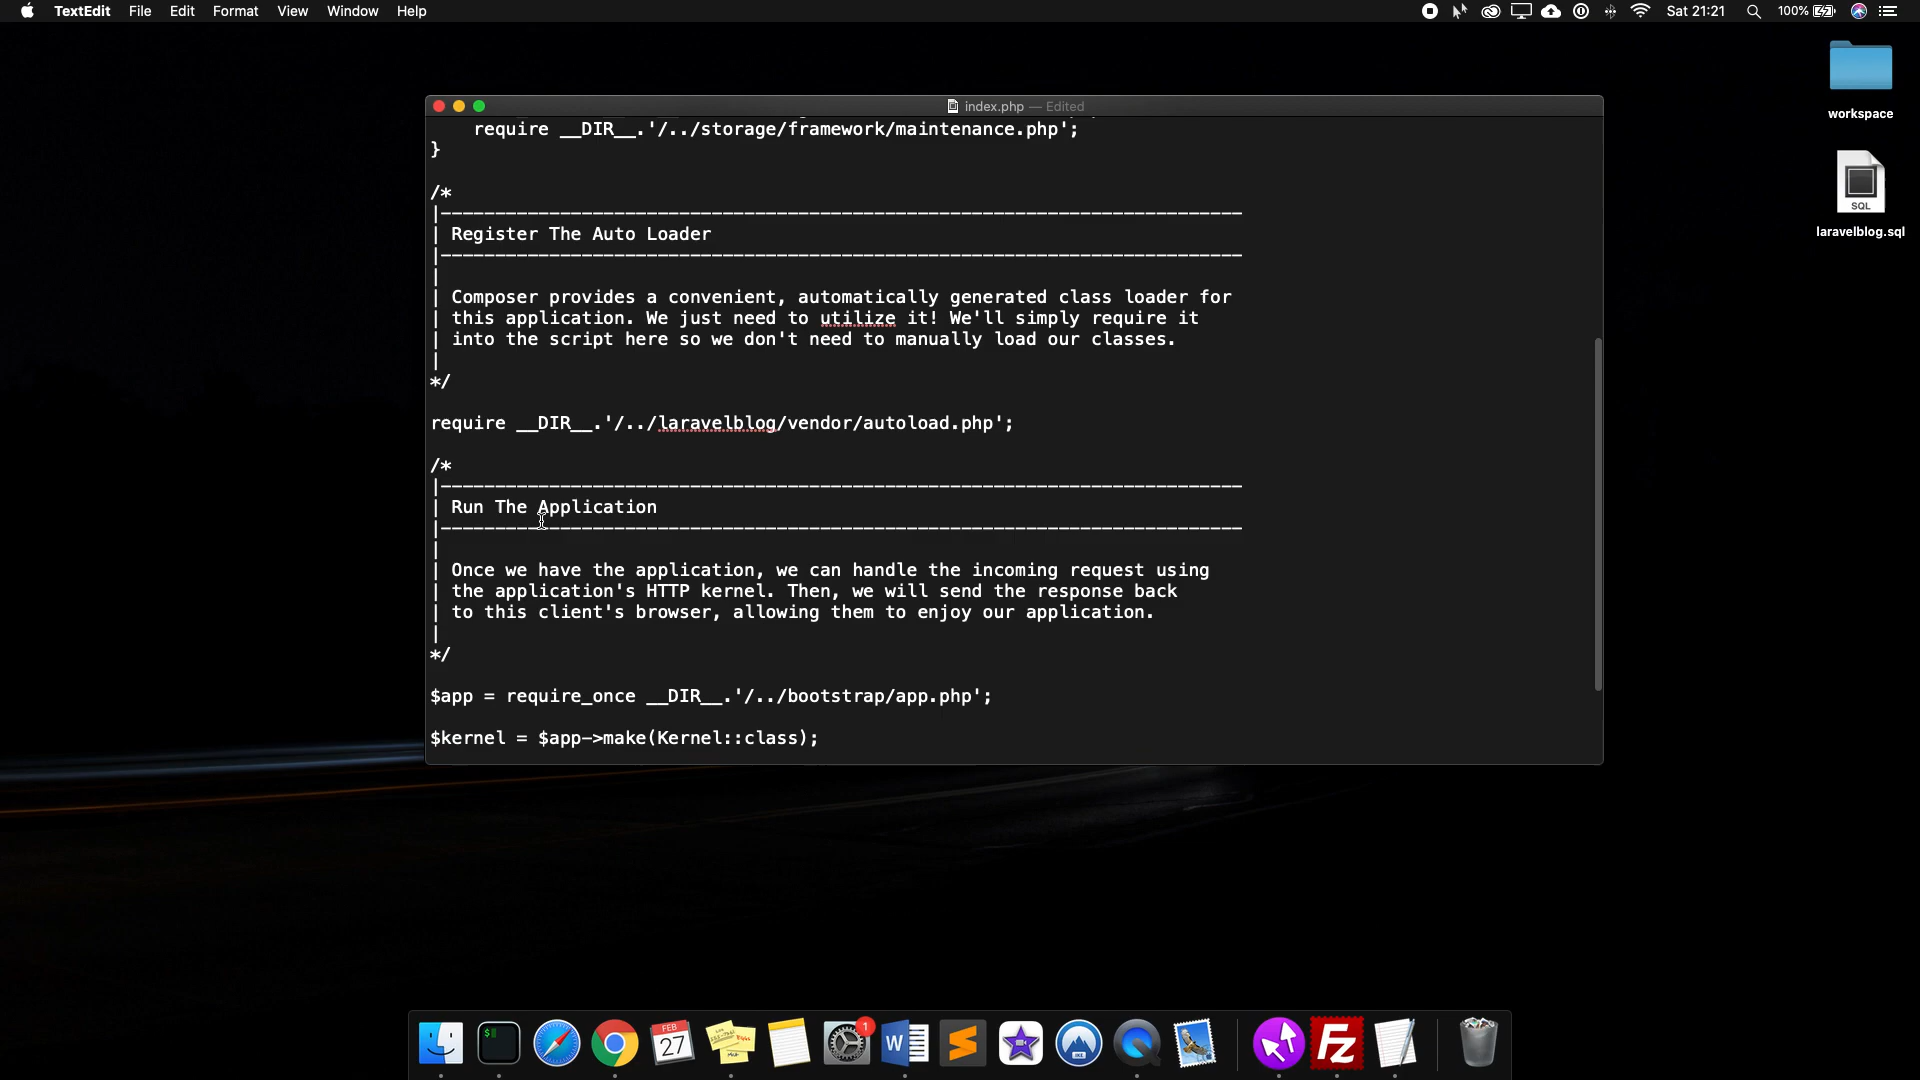 TextEdit File Edit Format View Window Help
Sat 21:21 100%
workspace
SQL
laravelblog.sql
index.php — Edited
require __DIR__.'/../storage/framework/maintenance.php';
}
/*
|--------------------------------------------------------------------------
| Register The Auto Loader
|--------------------------------------------------------------------------
|
| Composer provides a convenient, automatically generated class loader for
| this application. We just need to utilize it! We'll simply require it
| into the script here so we don't need to manually load our classes.
|
*/
require __DIR__.'/../laravelblog/vendor/autoload.php';
/*
|--------------------------------------------------------------------------
| Run The Application
|--------------------------------------------------------------------------
|
| Once we have the application, we can handle the incoming request using
| the application's HTTP kernel. Then, we will send the response back
| to this client's browser, allowing them to enjoy our application.
|
*/
$app = require_once __DIR__.'/../bootstrap/app.php';
$kernel = $app->make(Kernel::class);
FEB
27
1
W
IKE
Fz